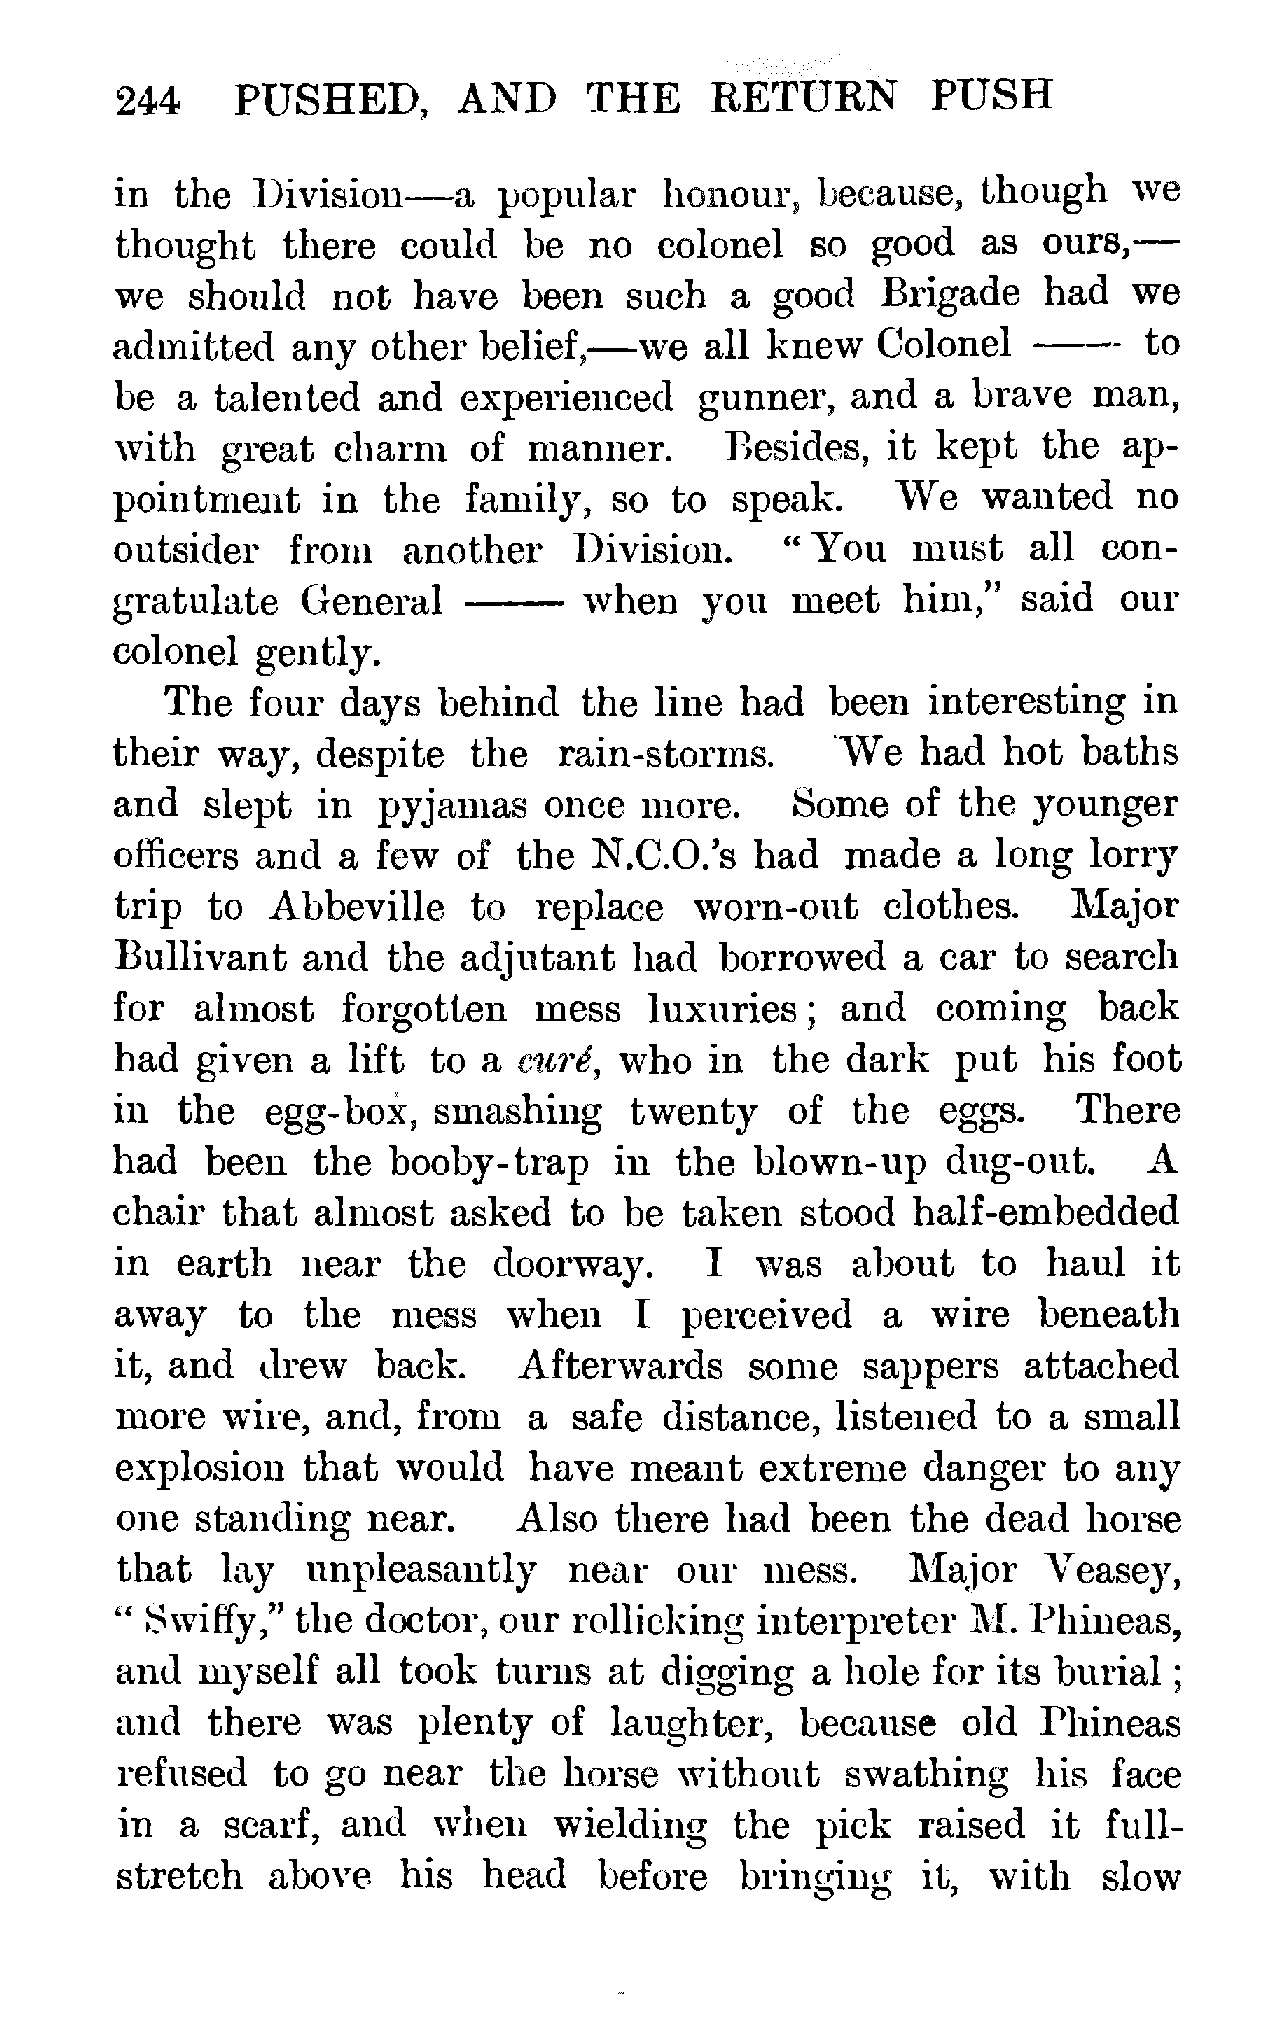 244 PUSHED, AND THE RETURN PUSH
in the Division—a popular honour, because, though we
thought there could be no colonel so good as ours,—
we should not have been such a good Brigade had we
admitted any other belief,—we all knew Colonel —— to
be a talented and experienced gunner, and a brave man,
with great charm of manner. Besides, it kept the ap-
pointment in the family, so to speak. We wanted no
outsider from another Division. “You must all con-
gratulate General —— when you meet him,” said our
colonel gently.
The four days behind the line had been interesting in
their way, despite the rain-storms. We had hot baths
and slept in pyjamas once more. Some of the younger
officers and a few of the N.C.O.'s had made a long lorry
trip to Abbeville to replace worn-out clothes. Major
Bullivant and the adjutant had borrowed a car to search
for almost forgotten mess luxuries; and coming back
had given a lift to a curé, who in the dark put his foot
in the egg-box, smashing twenty of the eggs. There
had been the booby-trap in the blown-up dug-out. A
chair that almost asked to be taken stood half-embedded
in earth near the doorway. I was about to haul it
away to the mess when I perceived a wire beneath
it, and drew back. Afterwards some sappers attached
more wire, and, from a safe distance, listened to a small
explosion that would have meant extreme danger to any
one standing near. Also there had been the dead horse
that lay unpleasantly near our mess. Major Veasey,
“Swiffy,” the doctor, our rollicking interpreter M. Phineas,
and myself all took turns at digging a hole for its burial;
and there was plenty of laughter, because old Phineas
refused to go near the horse without swathing his face
in a scarf, and when wielding the pick raised it full-
stretch above his head before bringing it, with slow